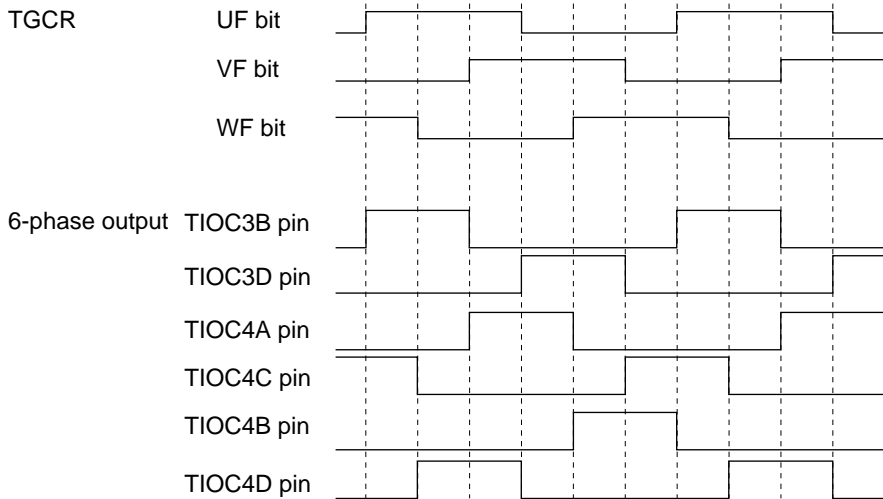 TGCR UF bit
VF bit
WF bit
6-phase output TIOC3B pin
TIOC3D pin
TIOC4A pin
TIOC4C pin
TIOC4B pin
TIOC4D pin